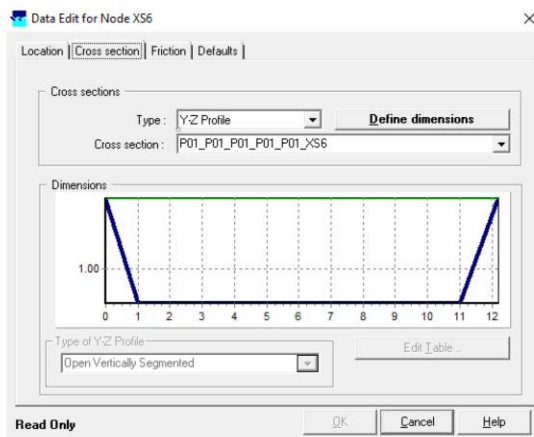 Data Edit for Node XS6
Location Cross section Friction Defaults
Cross sections
Type : Y-Z Profile Define dimensions
Cross section : P01_P01_P01_P01_P01_XS6
Dimensions
1.00
0 1 2 3 4 5 6 7 8 9 10 11 12
Type of Y-Z Profile
Open Vertically Segmented
Edit Table ..
Read Only OK Cancel Help